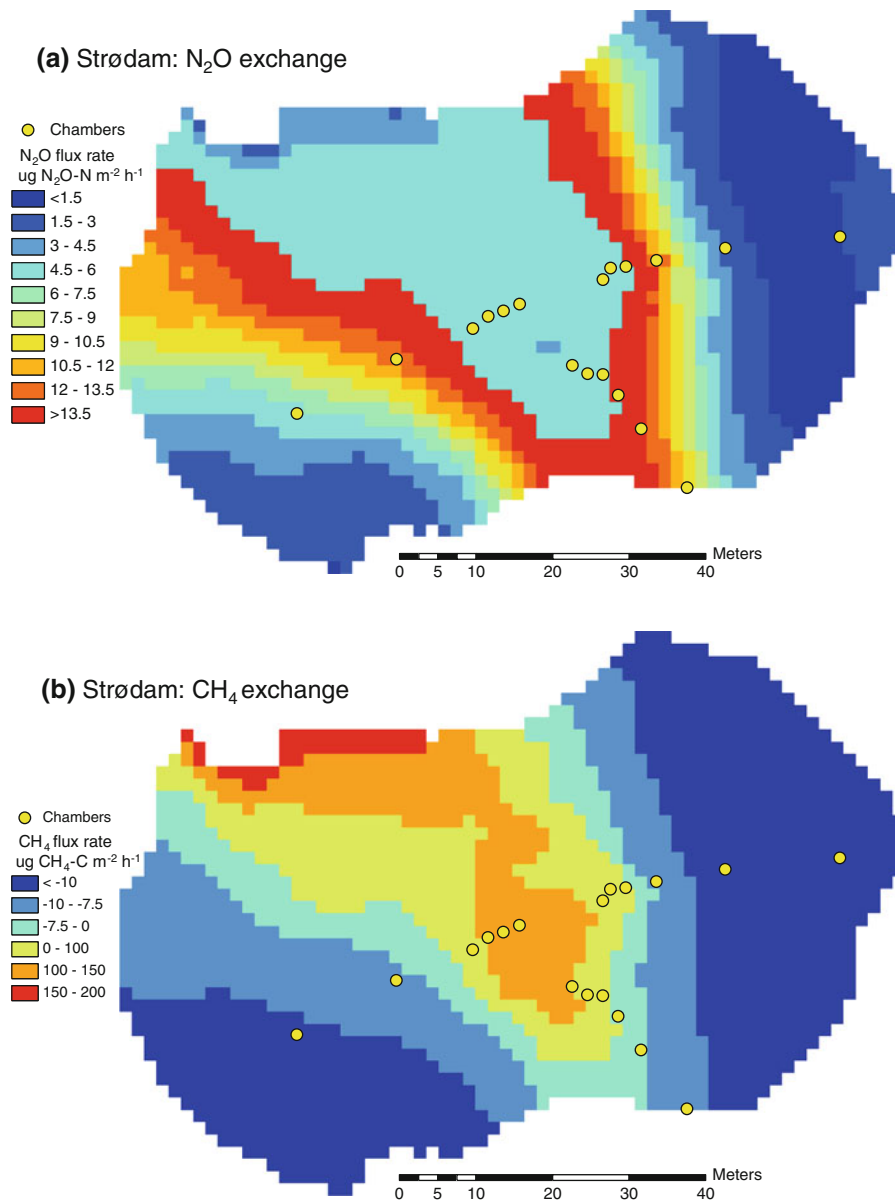 (a) Strødam: N₂O exchange
Chambers
N₂O flux rate
ug N₂O-N m⁻² h⁻¹
<1.5
1.5 - 3
3 - 4.5
4.5 - 6
6 - 7.5
7.5 - 9
9 - 10.5
10.5 - 12
12 - 13.5
>13.5
Meters
0 5 10 20 30 40
(b) Strødam: CH₄ exchange
Chambers
CH₄ flux rate
ug CH₄-C m⁻² h⁻¹
< -10
-10 - -7.5
-7.5 - 0
0 - 100
100 - 150
150 - 200
Meters
0 5 10 20 30 40